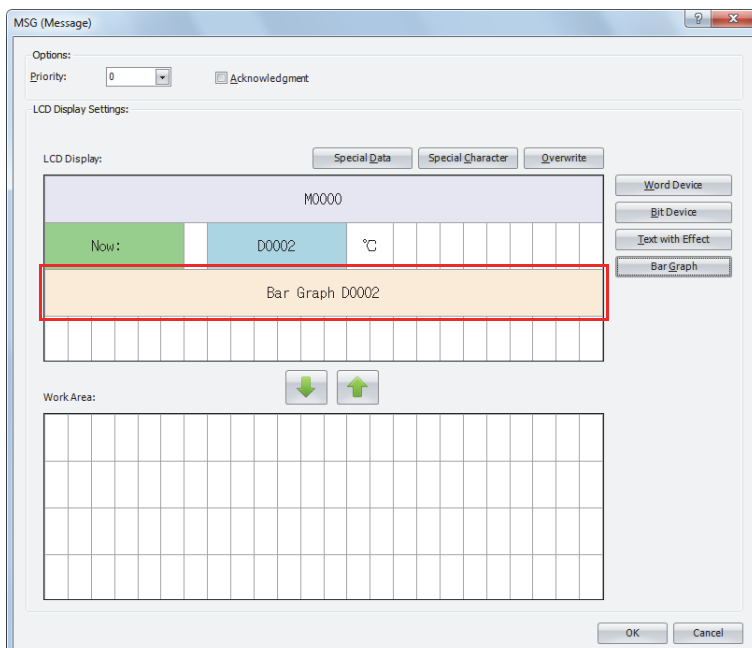 MSG (Message)
Options:
Priority: 0 Acknowledgment
LCD Display Settings:
LCD Display: Special Data Special Character Overwrite
M0000
Now: D0002 ℃
Bar Graph D0002
Word Device
Bit Device
Text with Effect
Bar Graph
Work Area:
OK Cancel